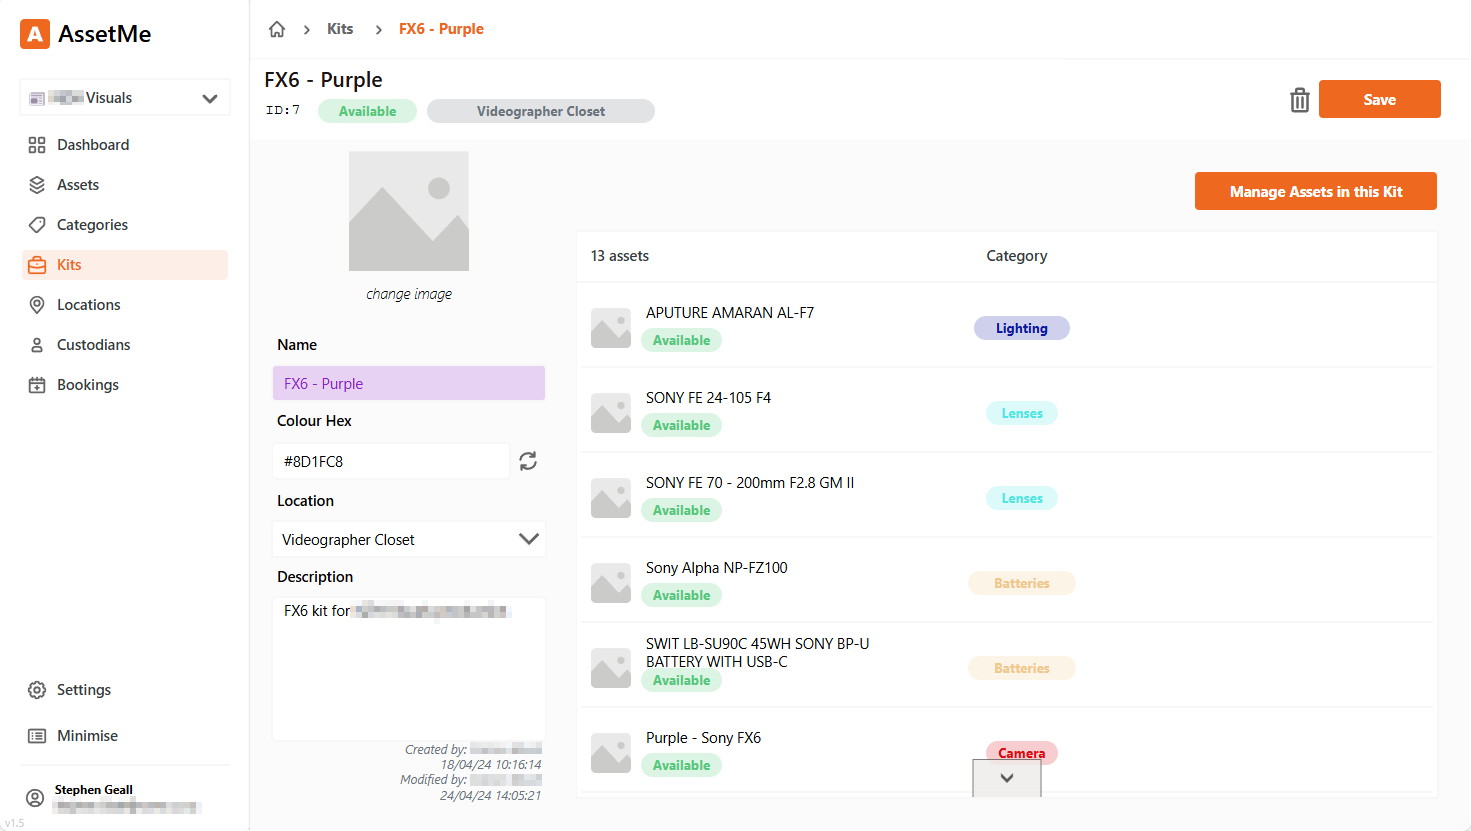 AssetMe
Visuals
Dashboard
Assets
Categories
Kits
Locations
Custodians
Bookings
Settings
Minimise
Stephen Geall
v1.5
Kits
FX6 - Purple
FX6 - Purple
ID:7
Available
Videographer Closet
Save
change image
Name
FX6 - Purple
Colour Hex
#8D1FC8
Location
Videographer Closet
Description
FX6 kit for
Created by:
18/04/24 10:16:14
Modified by:
24/04/24 14:05:21
Manage Assets in this Kit
13 assets
Category
APUTURE AMARAN AL-F7
Available
Lighting
SONY FE 24-105 F4
Available
Lenses
SONY FE 70 - 200mm F2.8 GM II
Available
Lenses
Sony Alpha NP-FZ100
Available
Batteries
SWIT LB-SU90C 45WH SONY BP-U
BATTERY WITH USB-C
Available
Batteries
Purple - Sony FX6
Available
Camera